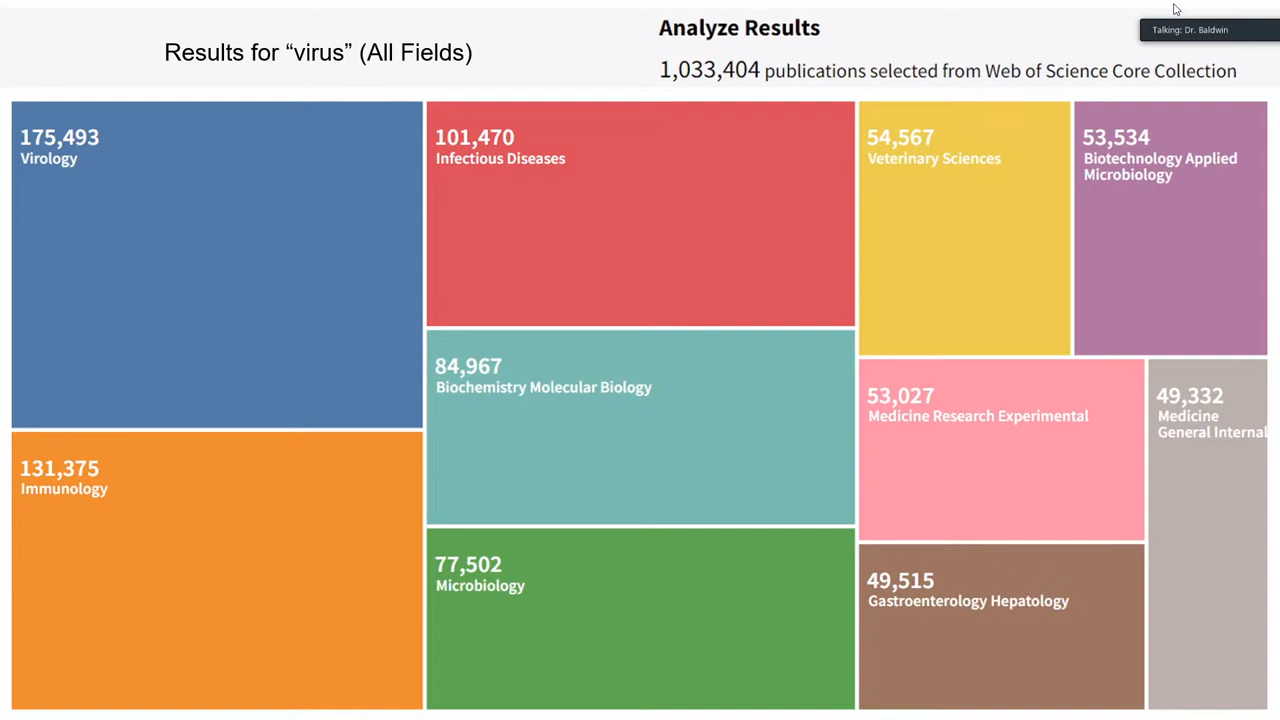 Results for “virus” (All Fields)
Analyze Results
1,033,404 publications selected from Web of Science Core Collection
Talking: Dr. Baldwin
175,493
Virology
131,375
Immunology
101,470
Infectious Diseases
84,967
Biochemistry Molecular Biology
77,502
Microbiology
54,567
Veterinary Sciences
53,534
Biotechnology Applied
Microbiology
53,027
Medicine Research Experimental
49,515
Gastroenterology Hepatology
49,332
Medicine
General Internal